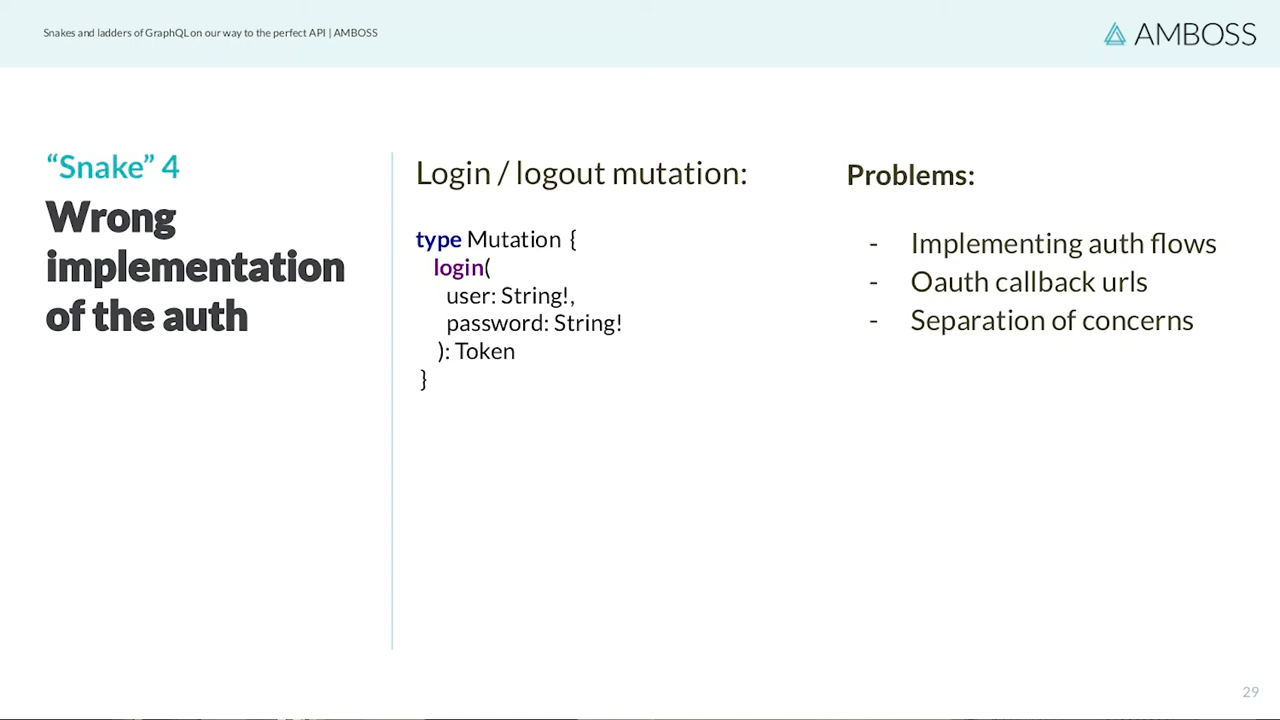 Snakes and ladders of GraphQL on our way to the perfect API | AMBOSS
AMBOSS
“Snake” 4
Wrong
implementation
of the auth
Login / logout mutation:
type Mutation {
login(
user: String!,
password: String!
): Token
}
Problems:
- Implementing auth flows
- Oauth callback urls
- Separation of concerns
29